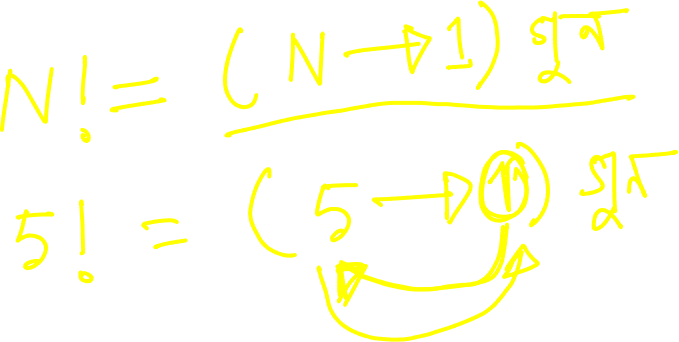 N! = (N → 1) গুন
5! = (5 → 1) গুন